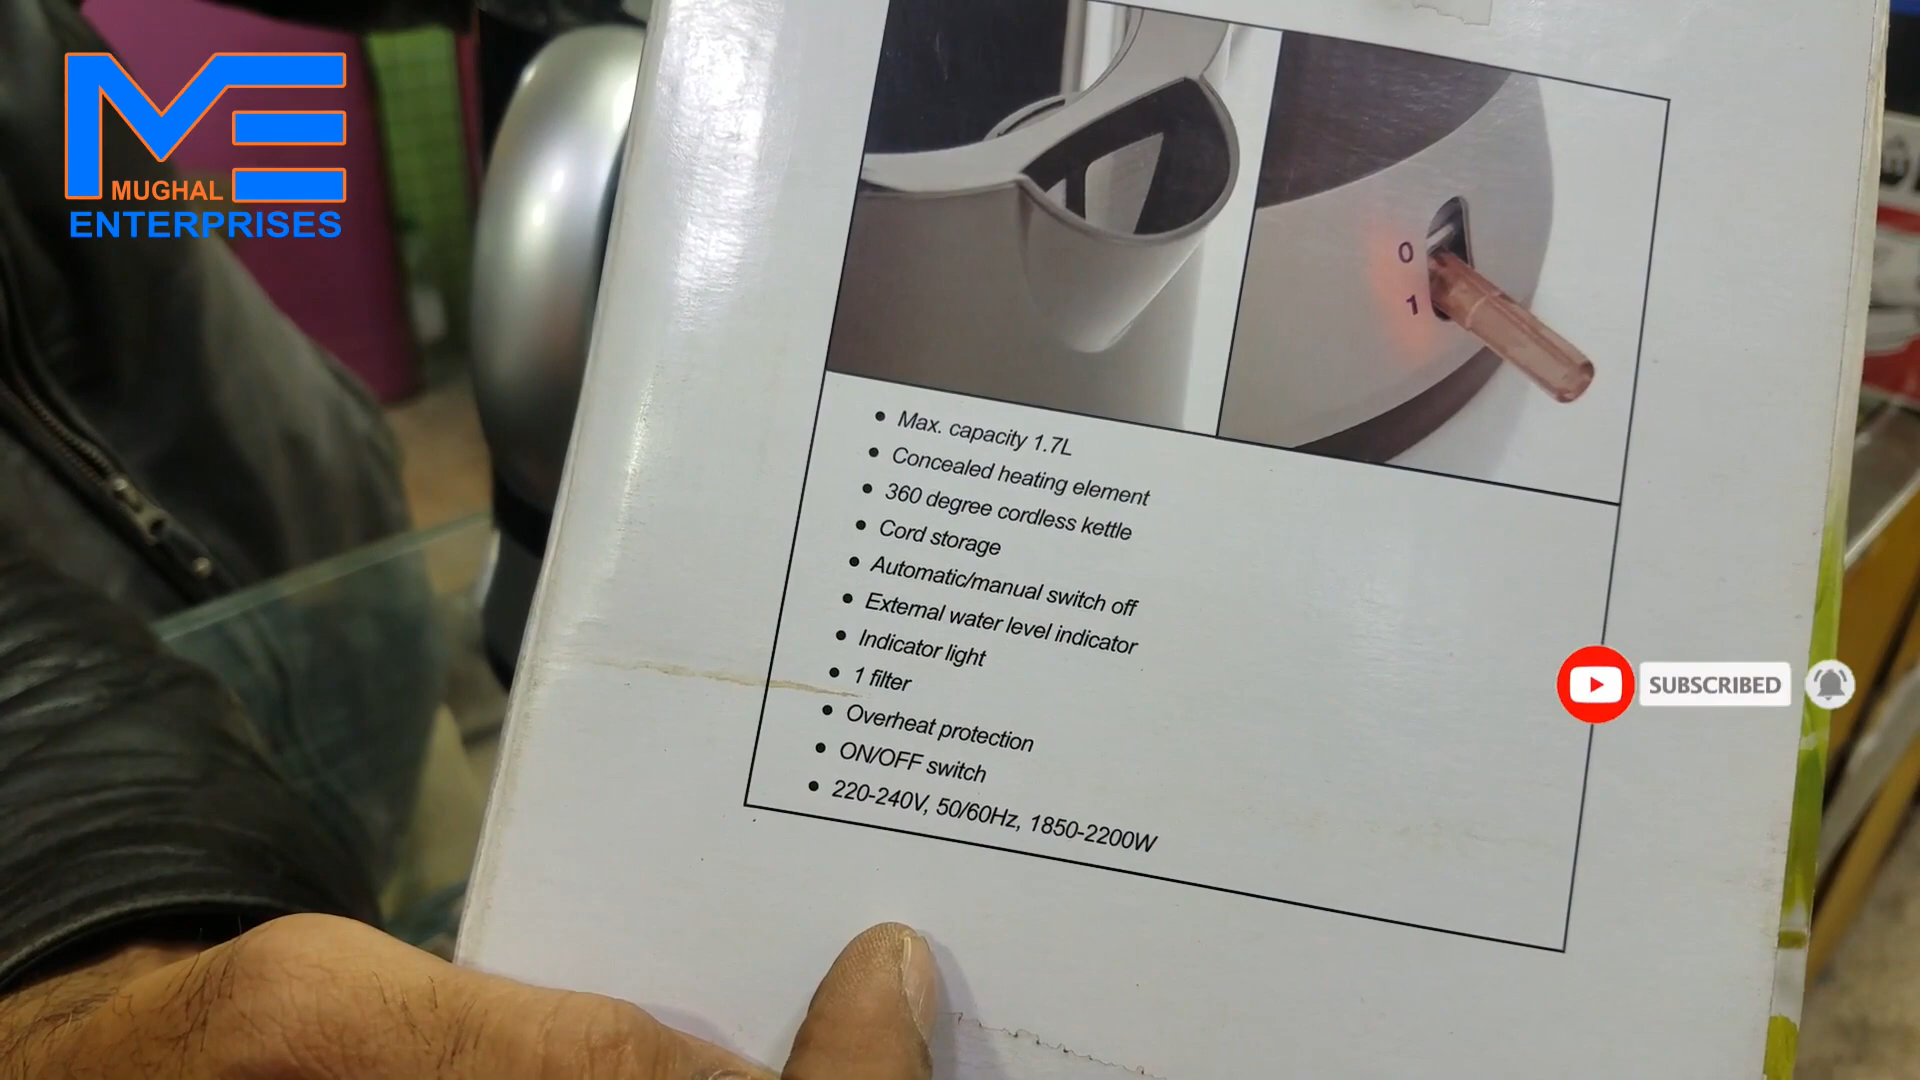 MUGHAL
ENTERPRISES
0
1
• Max. capacity 1.7L
• Concealed heating element
• 360 degree cordless kettle
• Cord storage
• Automatic/manual switch off
• External water level indicator
• Indicator light
• 1 filter
• Overheat protection
• ON/OFF switch
• 220-240V, 50/60Hz, 1850-2200W
SUBSCRIBED